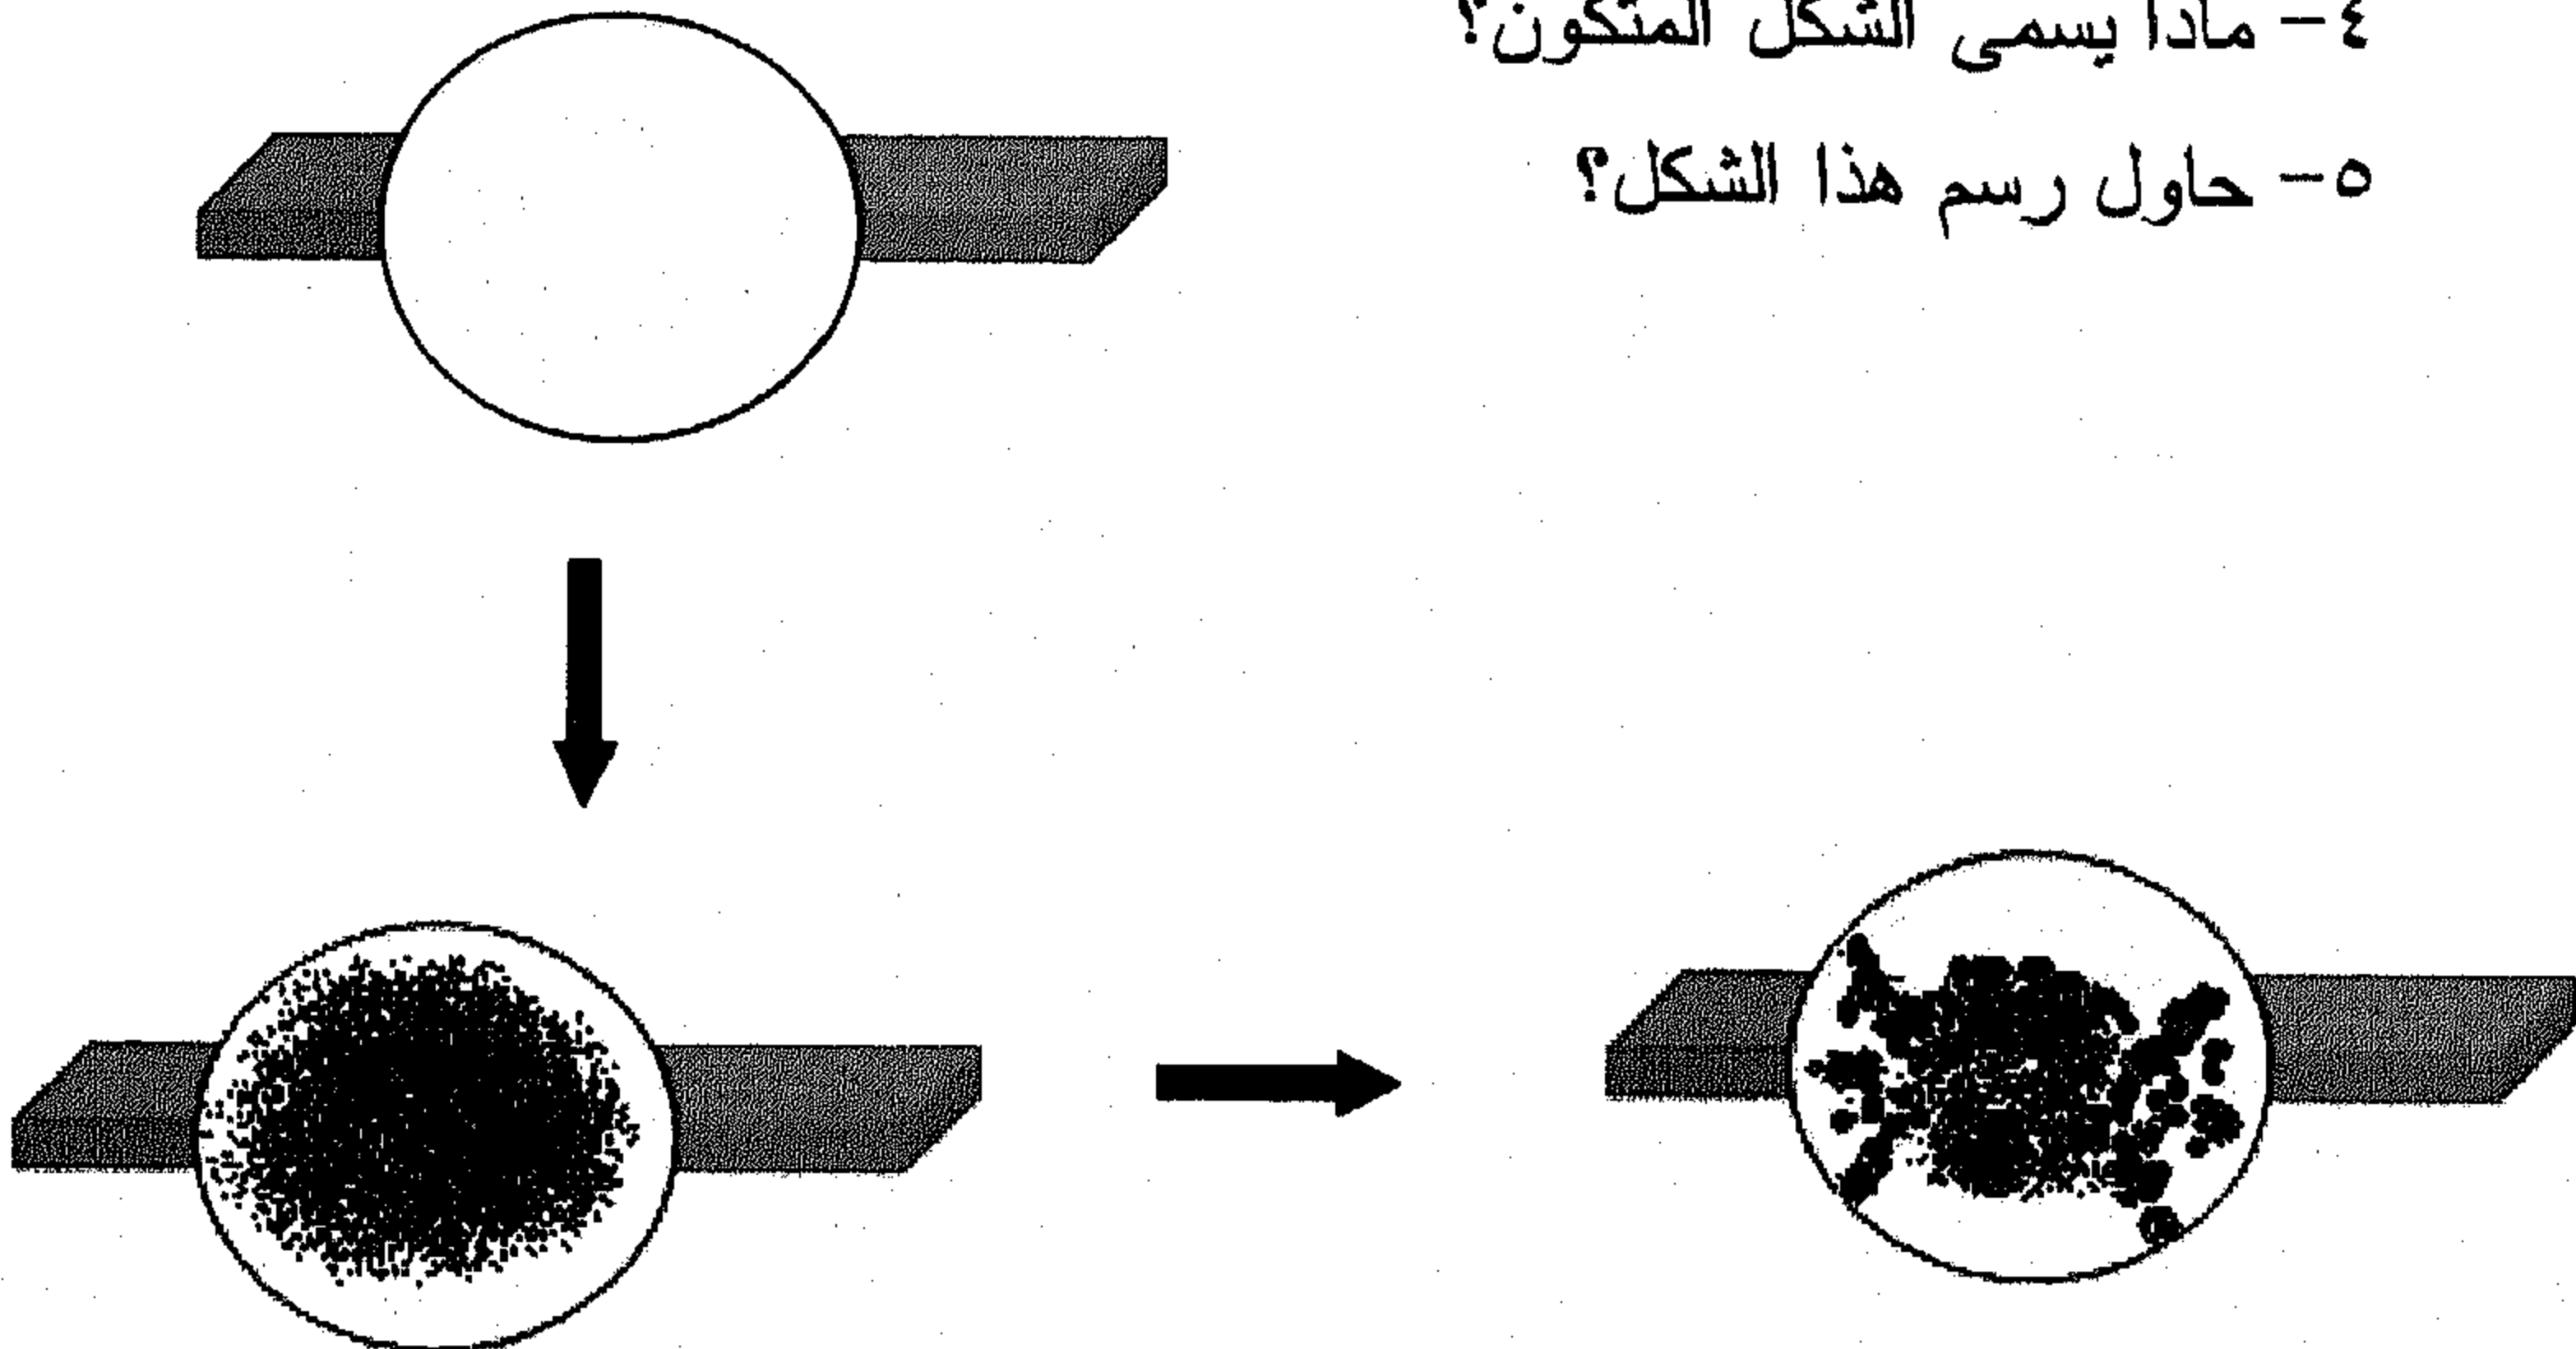 ٤- ماذا يسمى الشكل المتكون؟
٥- حاول رسم هذا الشكل؟